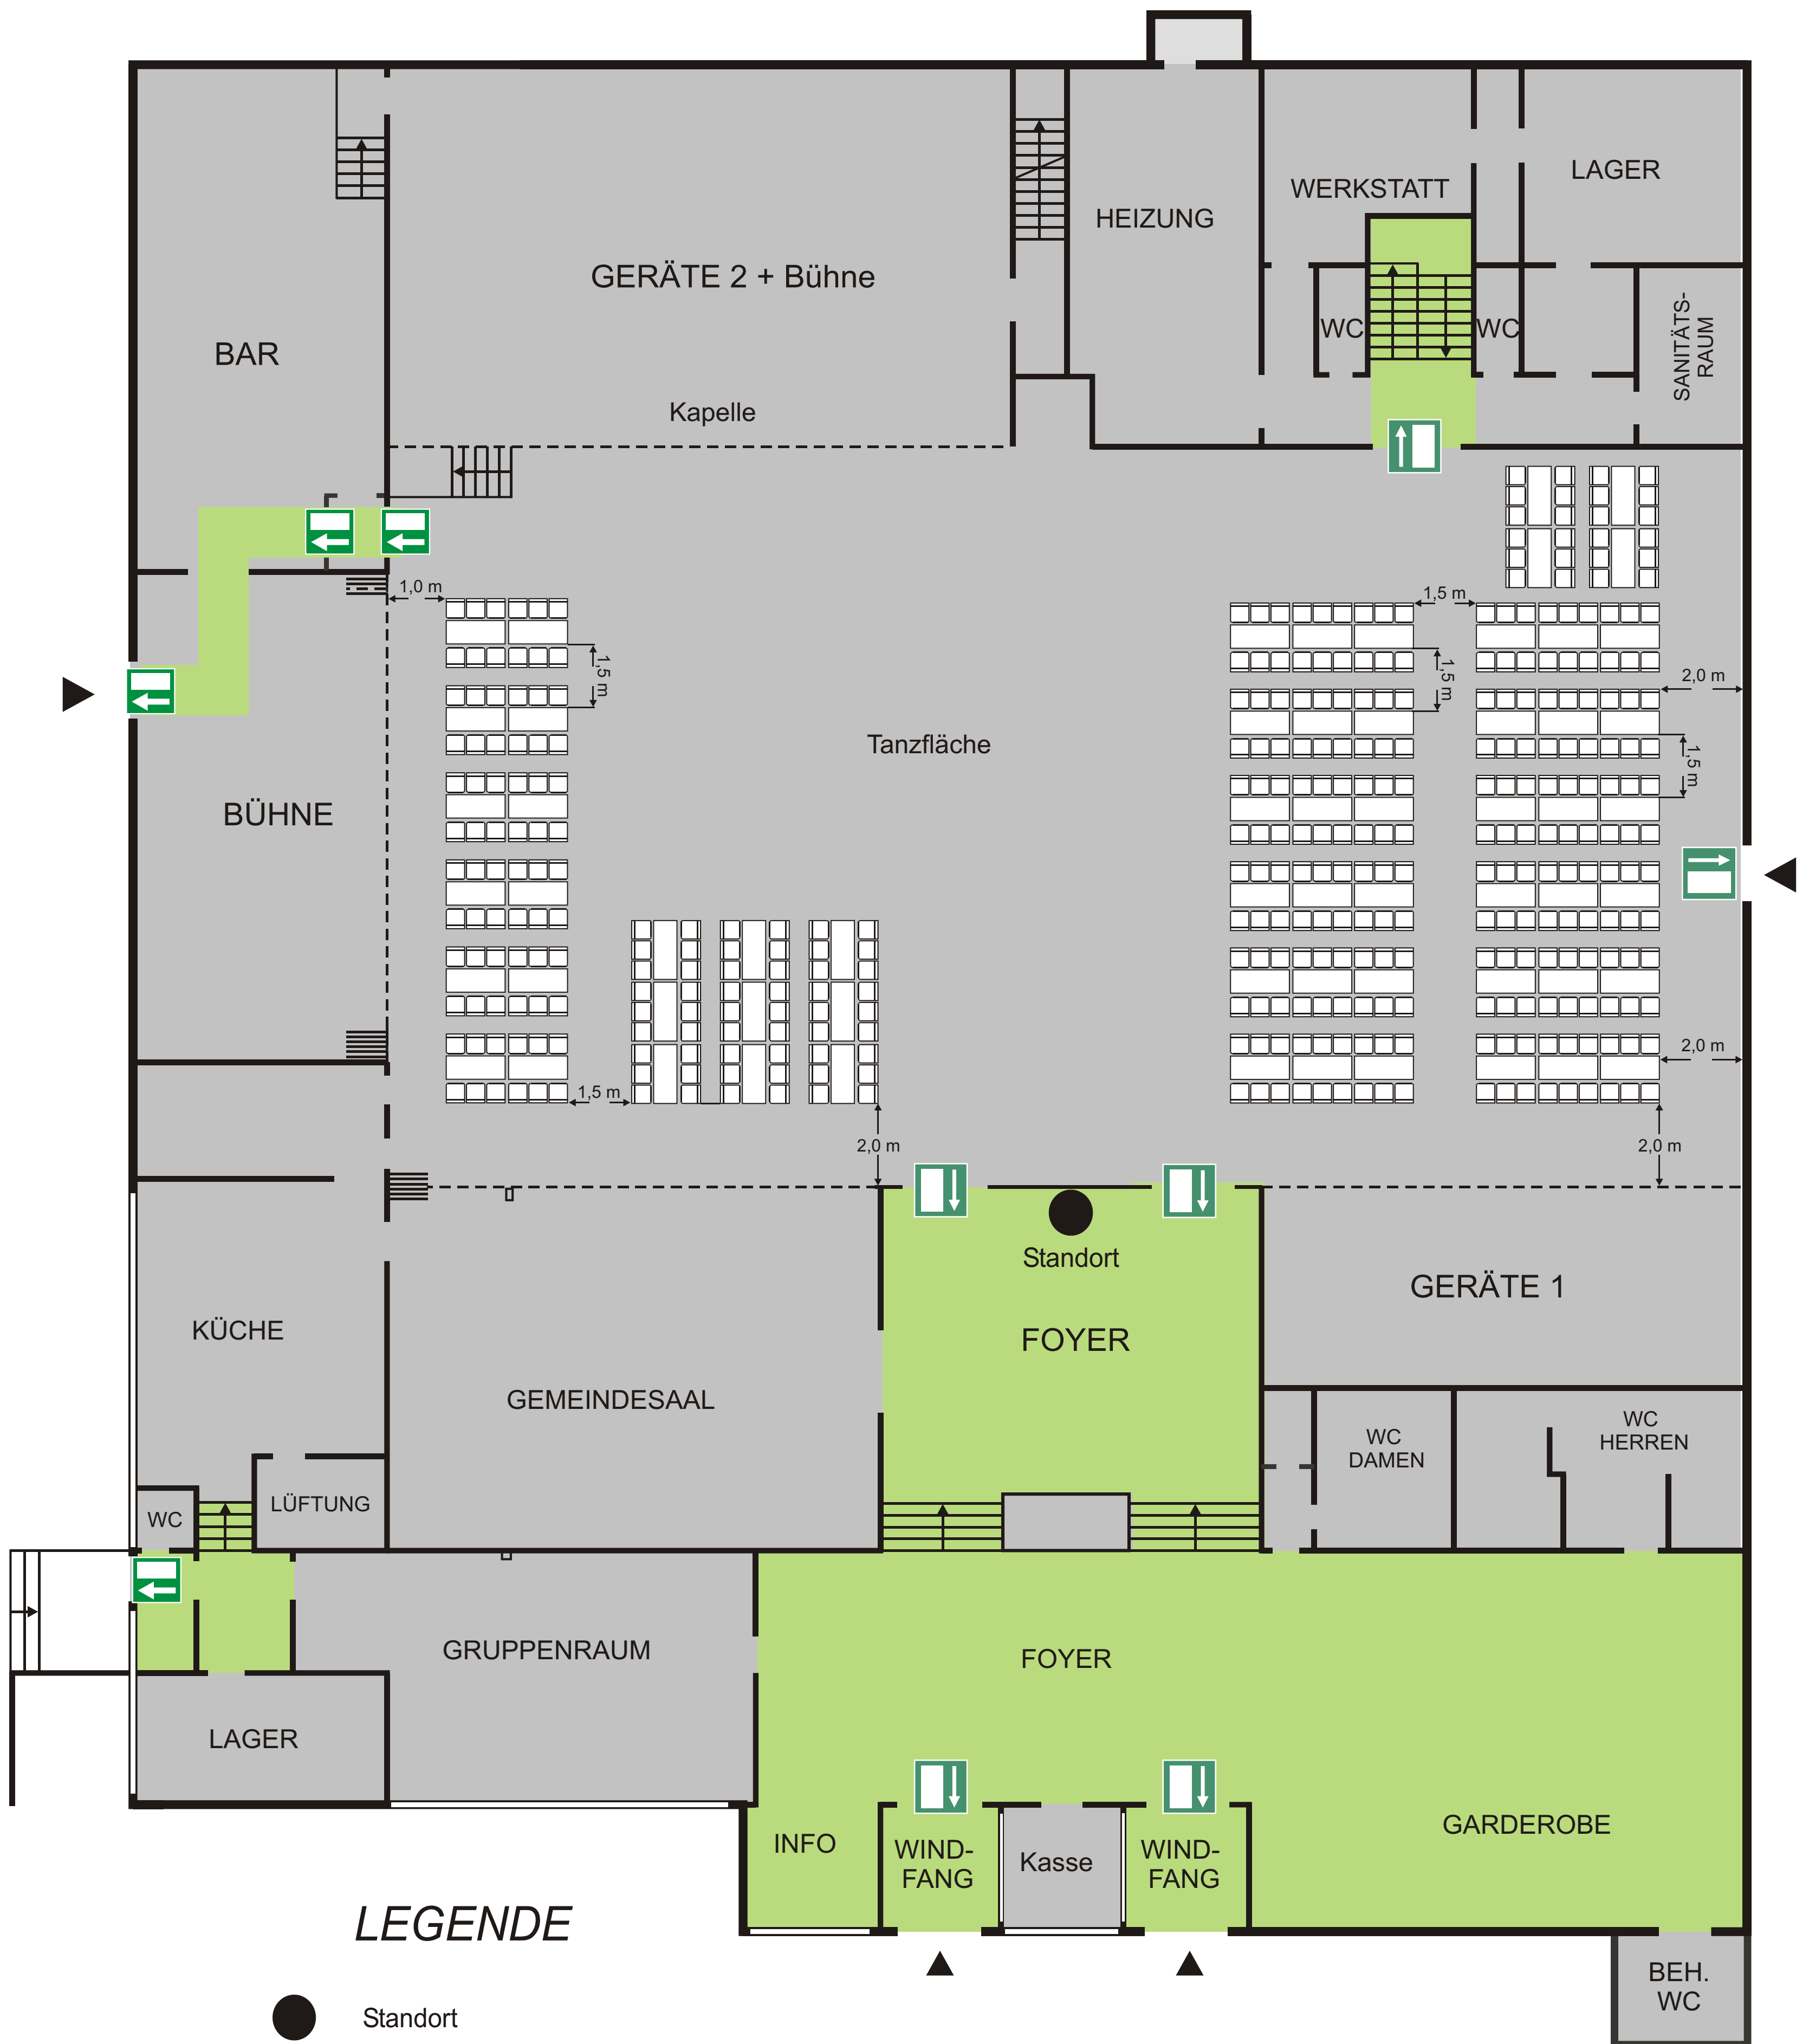 LAGER
WERKSTATT
HEIZUNG
GERÄTE 2 + Bühne
WC
WC
SANITÄTS-
RAUM
BAR
Kapelle
1,0 m
1,5 m
1,5 m
1,5 m
2,0 m
Tanzfläche
1,5 m
BÜHNE
2,0 m
1,5 m
2,0 m
2,0 m
Standort
GERÄTE 1
KÜCHE
FOYER
GEMEINDESAAL
WC
HERREN
WC
DAMEN
LÜFTUNG
WC
GRUPPENRAUM
FOYER
LAGER
GARDEROBE
INFO
WIND-
FANG
Kasse
WIND-
FANG
LEGENDE
BEH.
WC
Standort